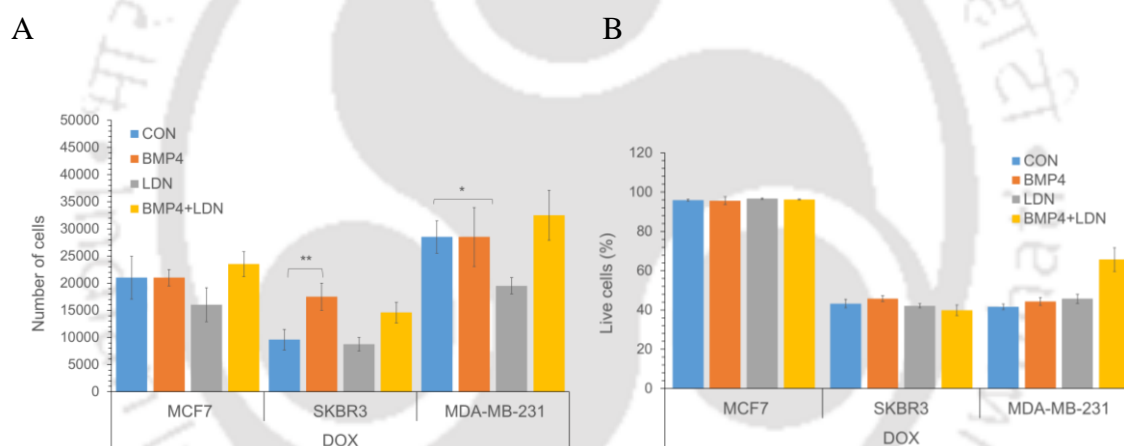 A
B
50000
45000
40000
35000
30000
25000
20000
15000
10000
5000
0
Number of cells
CON
BMP4
LDN
BMP4+LDN
**
*
MCF7
SKBR3
MDA-MB-231
DOX
120
100
80
60
40
20
0
Live cells (%)
CON
BMP4
LDN
BMP4+LDN
MCF7
SKBR3
MDA-MB-231
DOX